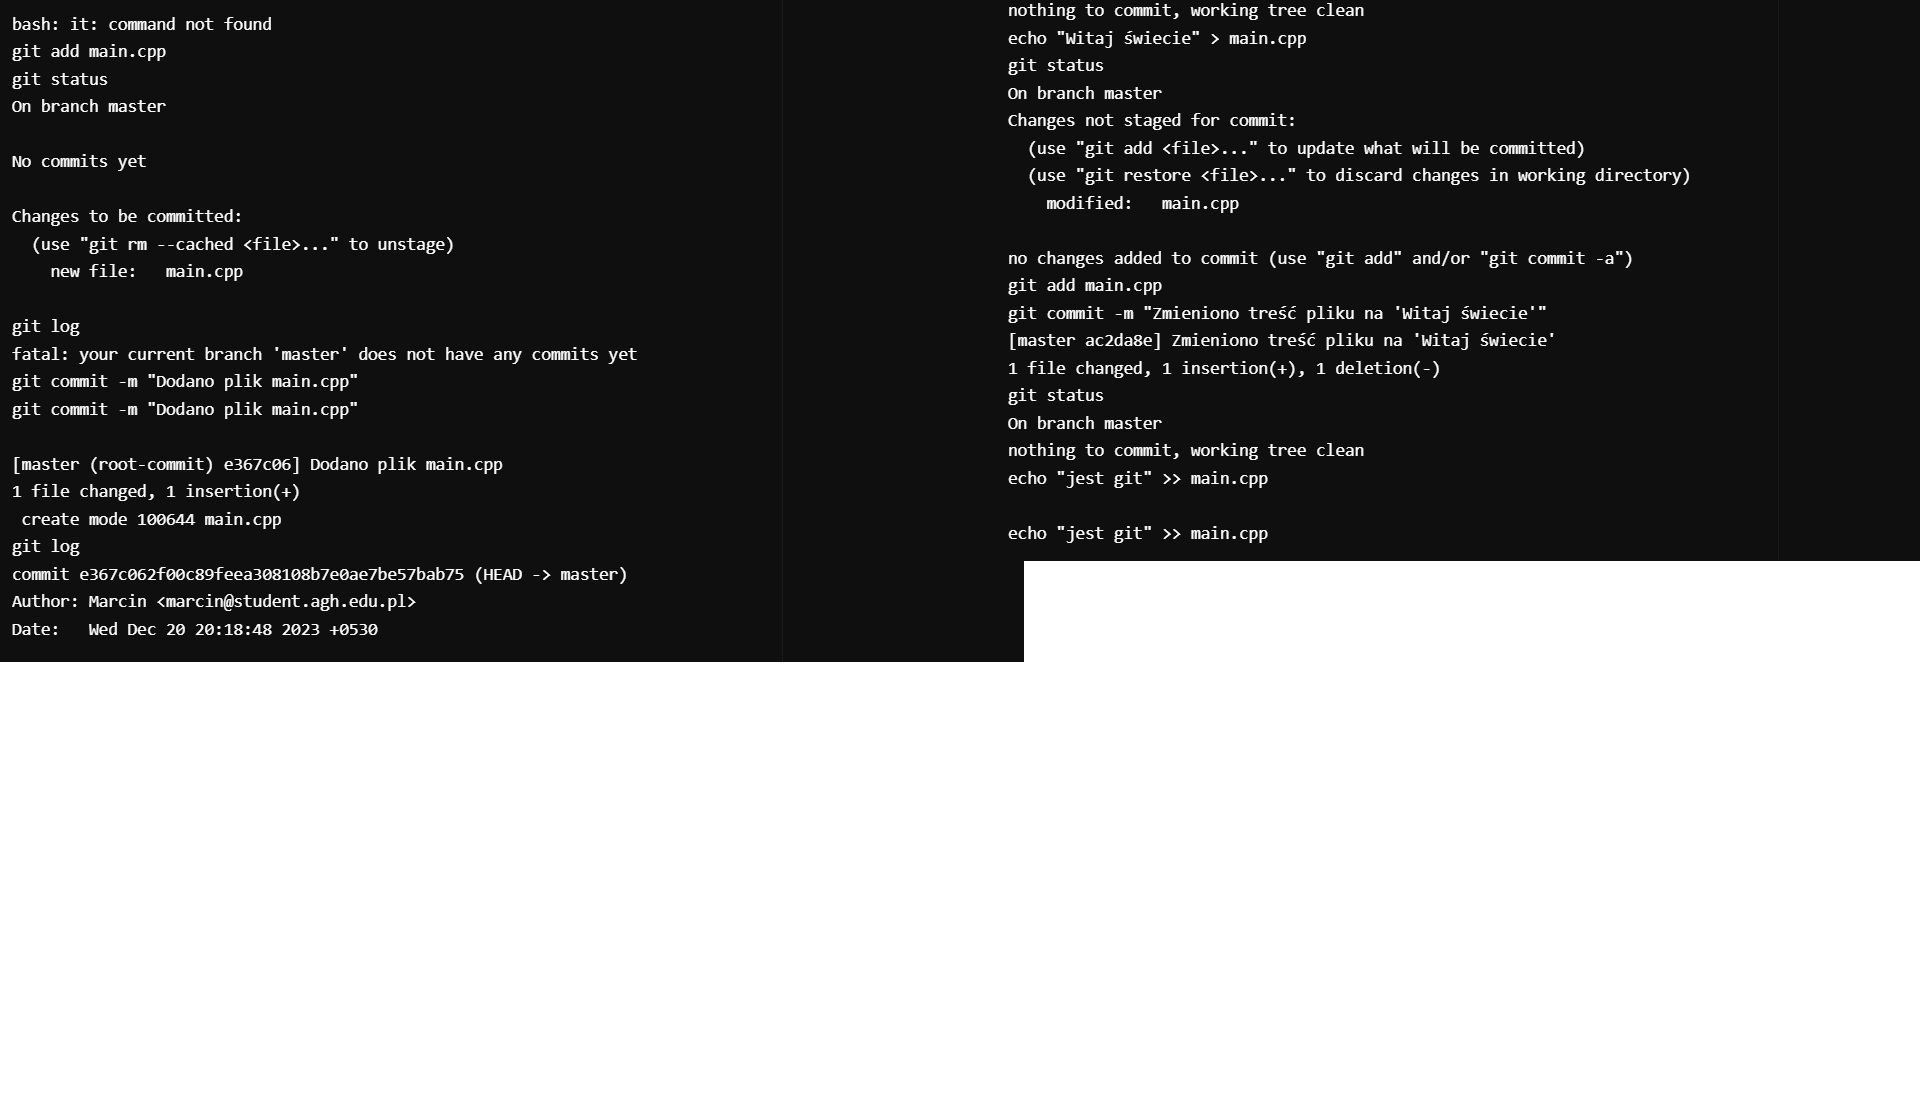 bash: it: command not found
git add main.cpp
git status
On branch master
No commits yet
Changes to be committed:
(use "git rm --cached <file>..." to unstage)
new file:   main.cpp
git log
fatal: your current branch 'master' does not have any commits yet
git commit -m "Dodano plik main.cpp"
git commit -m "Dodano plik main.cpp"
[master (root-commit) e367c06] Dodano plik main.cpp
1 file changed, 1 insertion(+)
create mode 100644 main.cpp
git log
commit e367c062f00c89feea308108b7e0ae7be57bab75 (HEAD -> master)
Author: Marcin <marcin@student.agh.edu.pl>
Date:   Wed Dec 20 20:18:48 2023 +0530
nothing to commit, working tree clean
echo "Witaj świecie" > main.cpp
git status
On branch master
Changes not staged for commit:
(use "git add <file>..." to update what will be committed)
(use "git restore <file>..." to discard changes in working directory)
modified:   main.cpp
no changes added to commit (use "git add" and/or "git commit -a")
git add main.cpp
git commit -m "Zmieniono treść pliku na 'Witaj świecie'"
[master ac2da8e] Zmieniono treść pliku na 'Witaj świecie'
1 file changed, 1 insertion(+), 1 deletion(-)
git status
On branch master
nothing to commit, working tree clean
echo "jest git" >> main.cpp
echo "jest git" >> main.cpp